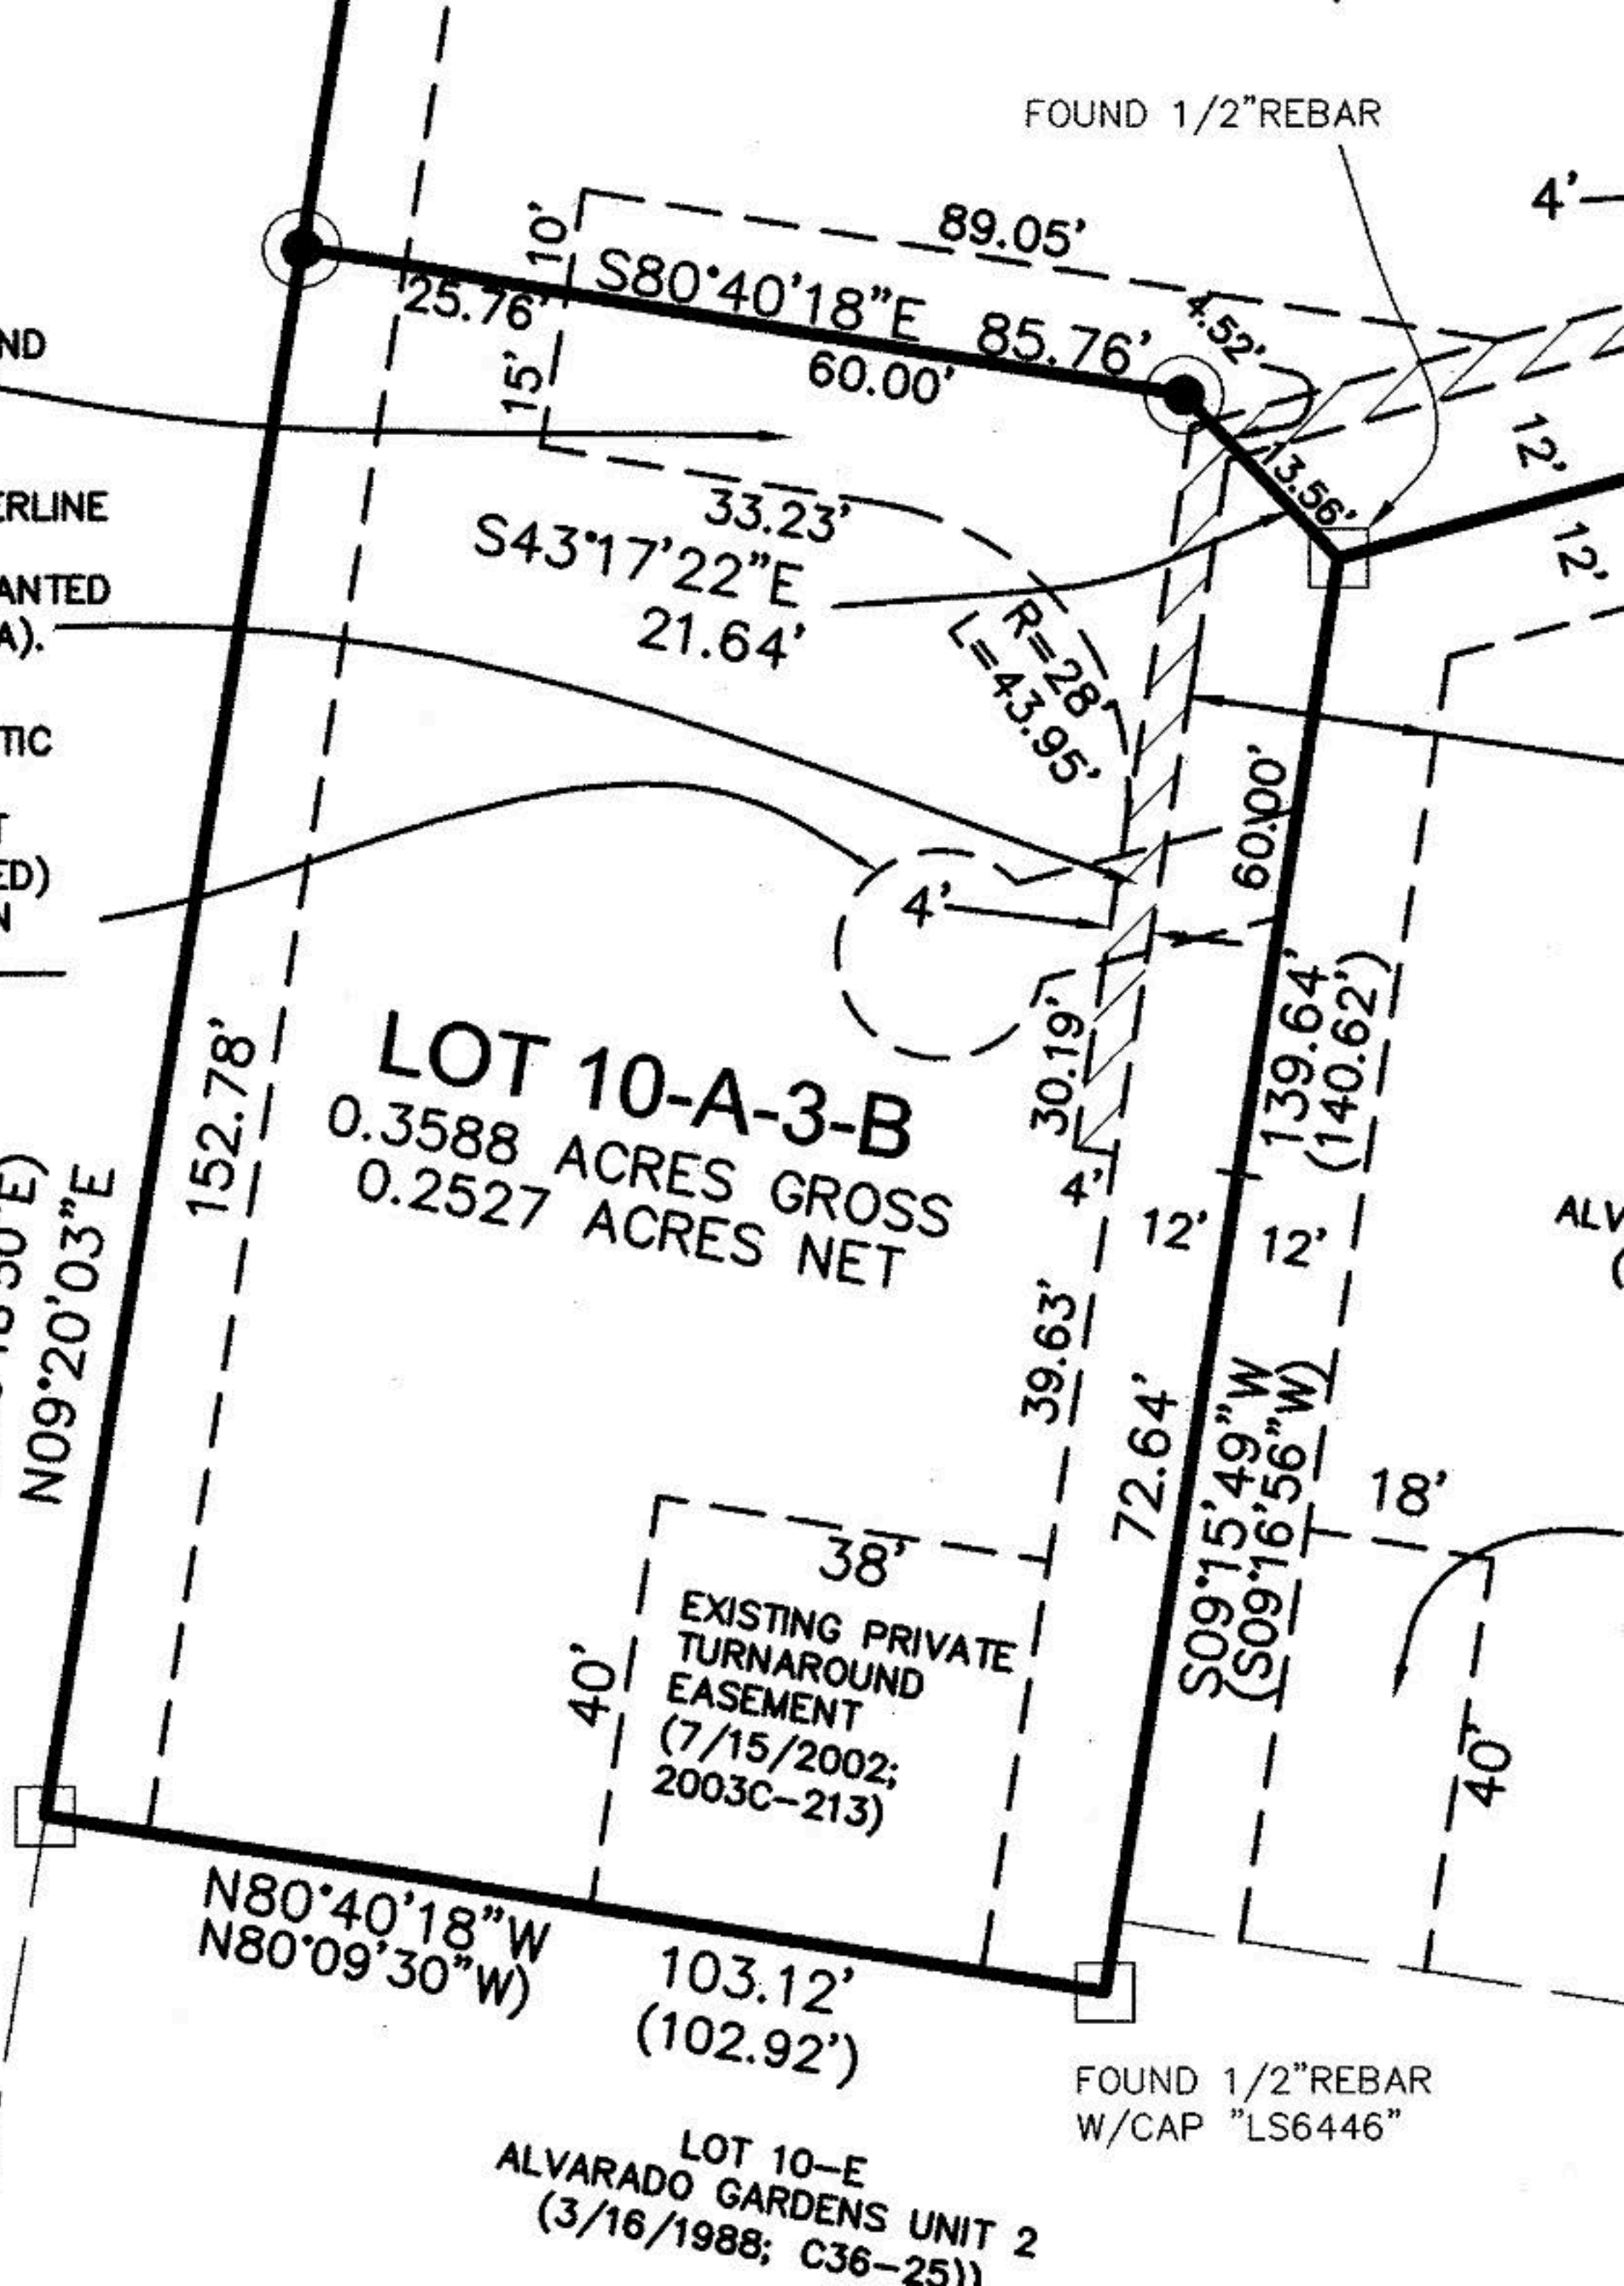 FOUND 1/2"REBAR
4'
89.05'
10'
S80°40'18"E 85.76'
25.76'
4.52'
60.00'
15'
ND
12'
13.56'
33.23'
ERLINE
S43°17'22"E
21.64'
12'
ANTED
A).
R=28'
L=43.95'
TIC
60.00'
T
ED)
N
4'
139.64'
(140.62')
30.19'
152.78'
LOT 10-A-3-B
0.3588 ACRES GROSS
0.2527 ACRES NET
4'
12'
12'
ALV
(
N09°20'03"E
39.63'
72.64'
S09°15'49"W
(S09°16'56"W)
18'
38'
EXISTING PRIVATE
TURNAROUND
EASEMENT
(7/15/2002;
2003C-213)
40'
40'
N80°40'18"W
N80°09'30"W)
103.12'
(102.92')
FOUND 1/2"REBAR
W/CAP "LS6446"
LOT 10-E
ALVARADO GARDENS UNIT 2
(3/16/1988; C36-25))